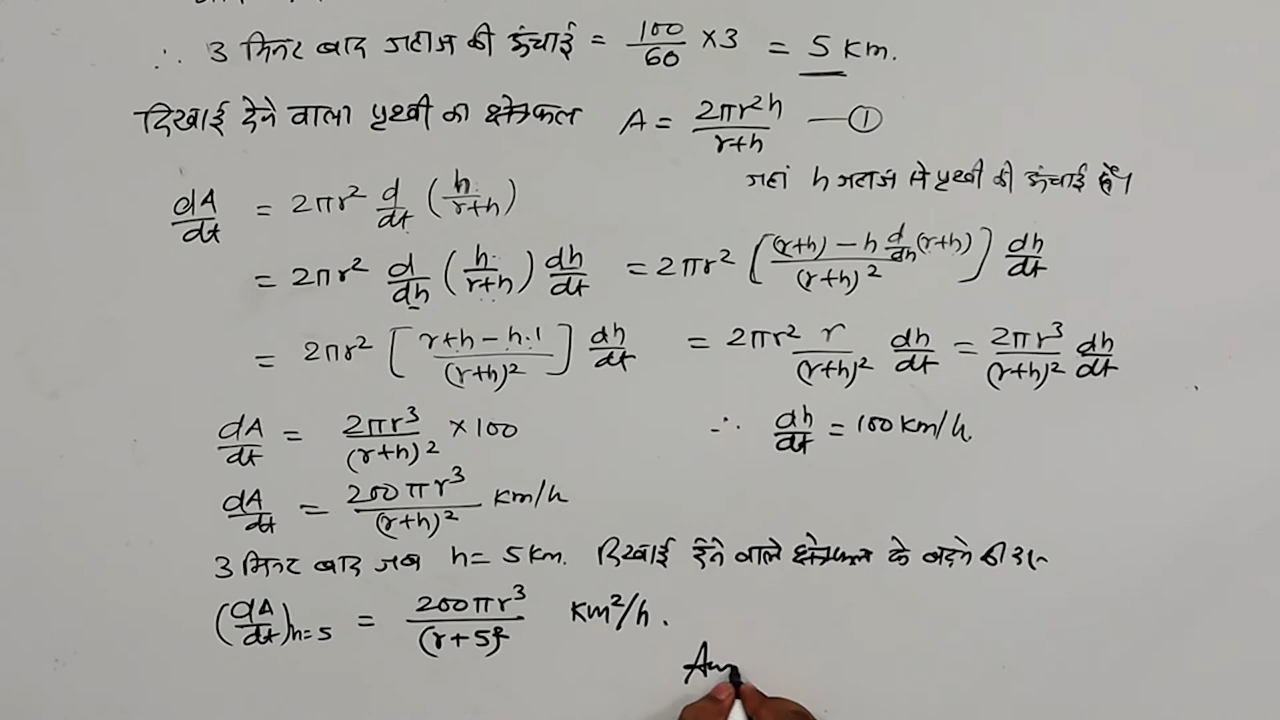 ∴ 3 मिनट बाद जहाज की ऊंचाई = 100/60 × 3 = 5 Km.
दिखाई देने वाला पृथ्वी का क्षेत्रफल A = 2πr²h/(r+h) — ①
जहां h जहाज से पृथ्वी की ऊंचाई है।
dA/dt = 2πr² d/dt (h/(r+h))
= 2πr² d/dh (h/(r+h)) dh/dt = 2πr² [((r+h) − h d/dh (r+h))/(r+h)²] dh/dt
= 2πr² [(r+h − h·1)/(r+h)²] dh/dt = 2πr² r/(r+h)² dh/dt = 2πr³/(r+h)² dh/dt
dA/dt = 2πr³/(r+h)² × 100 ∵ dh/dt = 100 km/h.
dA/dt = 200πr³/(r+h)² km/h
3 मिनट बाद जब h = 5 Km. दिखाई देने वाले क्षेत्रफल के बढ़ने की दर
(dA/dt)h=5 = 200πr³/(r+5)² Km²/h.